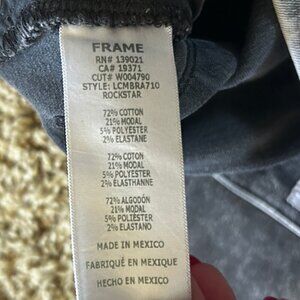 FRAME
RN# 139021
CA# 19371
CUT# W004790
STYLE: LCMBRA710
ROCKSTAR
72% COTTON
21% MODAL
5% POLYESTER
2% ELASTANE
72% COTON
21% MODAL
5% POLYESTER
2% ELASTHANNE
72% ALGODÓN
21% MODAL
5% POLIÉSTER
2% ELASTANO
MADE IN MEXICO
FABRIQUÉ EN MEXIQUE
HECHO EN MEXICO